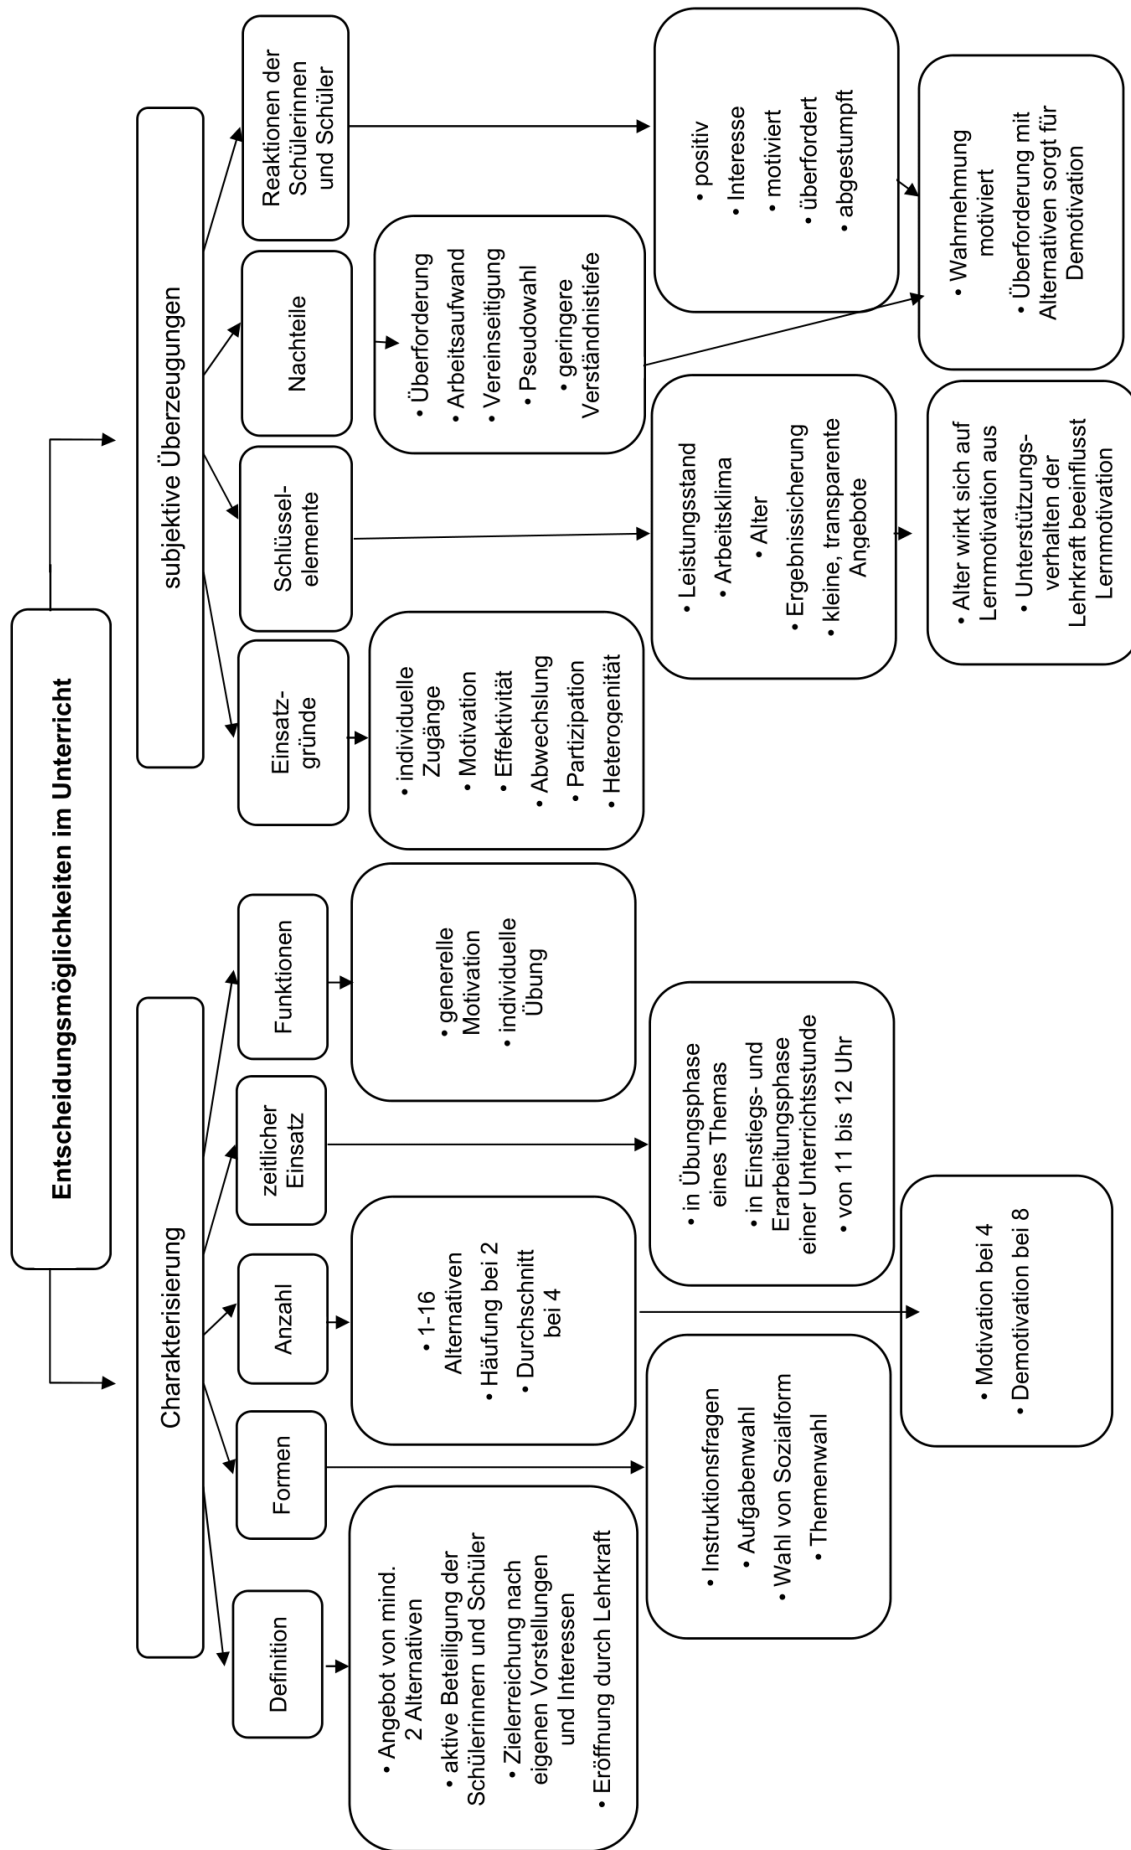 Entscheidungsmöglichkeiten im Unterricht
Charakterisierung
subjektive Überzeugungen
Definition
Formen
Anzahl
zeitlicher
Einsatz
Funktionen
Einsatz-
gründe
Schlüssel-
elemente
Nachteile
Reaktionen der
Schülerinnen
und Schüler
• Angebot von mind.
2 Alternativen
• aktive Beteiligung der
Schülerinnern und Schüler
• Zielerreichung nach
eigenen Vorstellungen
und Interessen
• Eröffnung durch Lehrkraft
• 1-16
Alternativen
• Häufung bei 2
• Durchschnitt
bei 4
• generelle
Motivation
• individuelle
Übung
• individuelle
Zugänge
• Motivation
• Effektivität
• Abwechslung
• Partizipation
• Heterogenität
• Überforderung
• Arbeitsaufwand
• Vereinseitigung
• Pseudowahl
• geringere
Verständnistiefe
• Instruktionsfragen
• Aufgabenwahl
• Wahl von Sozialform
• Themenwahl
• in Übungsphase
eines Themas
• in Einstiegs- und
Erarbeitungsphase
einer Unterrichtsstunde
• von 11 bis 12 Uhr
• Leistungsstand
• Arbeitsklima
• Alter
• Ergebnissicherung
• kleine, transparente
Angebote
• positiv
• Interesse
• motiviert
• überfordert
• abgestumpft
• Motivation bei 4
• Demotivation bei 8
• Alter wirkt sich auf
Lernmotivation aus
• Unterstützungs-
verhalten der
Lehrkraft beeinflusst
Lernmotivation
• Wahrnehmung
motiviert
• Überforderung mit
Alternativen sorgt für
Demotivation